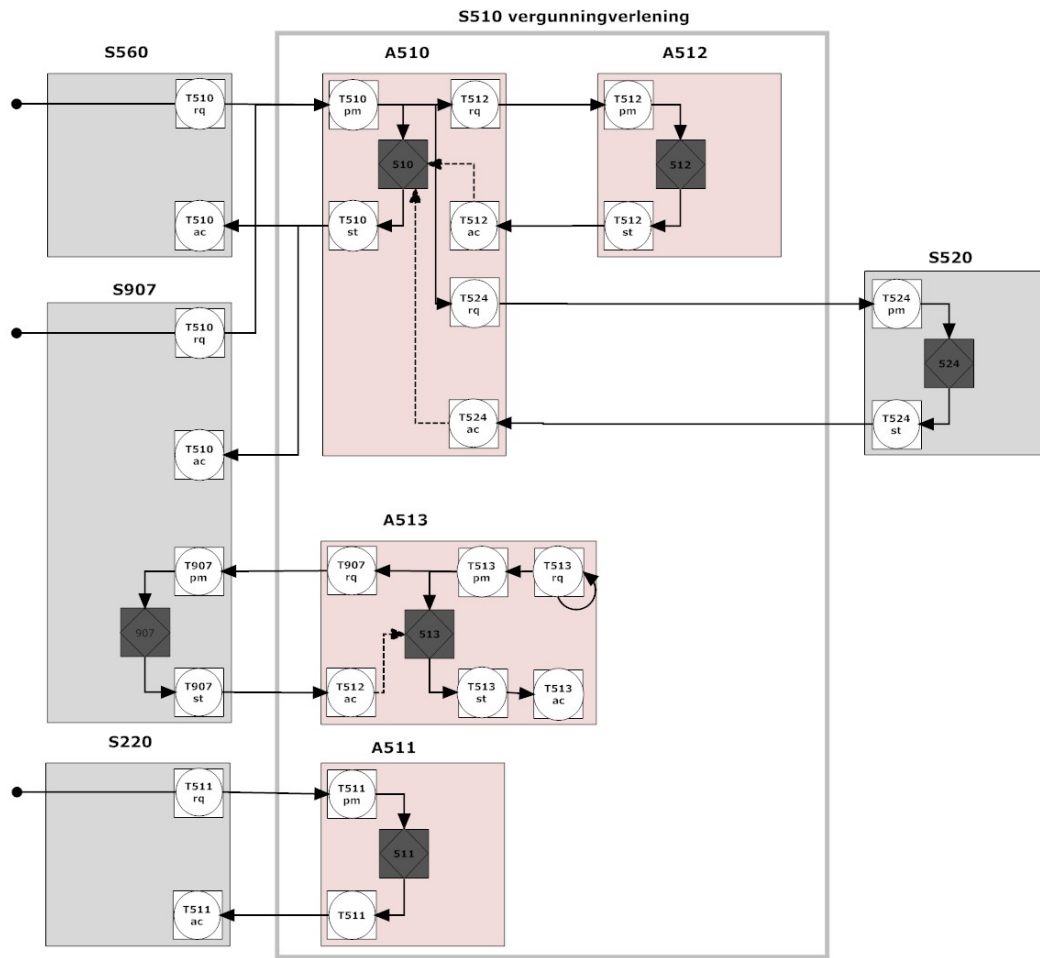 S510 vergunningverlening
S560
A510
A512
T510
rq
T510
pm
T512
rq
T512
pm
510
512
T510
ac
T510
st
T512
ac
T512
st
S907
S520
T510
rq
T524
rq
T524
pm
524
T510
ac
T524
ac
T524
st
A513
T907
pm
T907
rq
T513
pm
T513
rq
907
513
T907
st
T512
ac
T513
st
T513
ac
S220
A511
T511
rq
T511
pm
511
T511
ac
T511